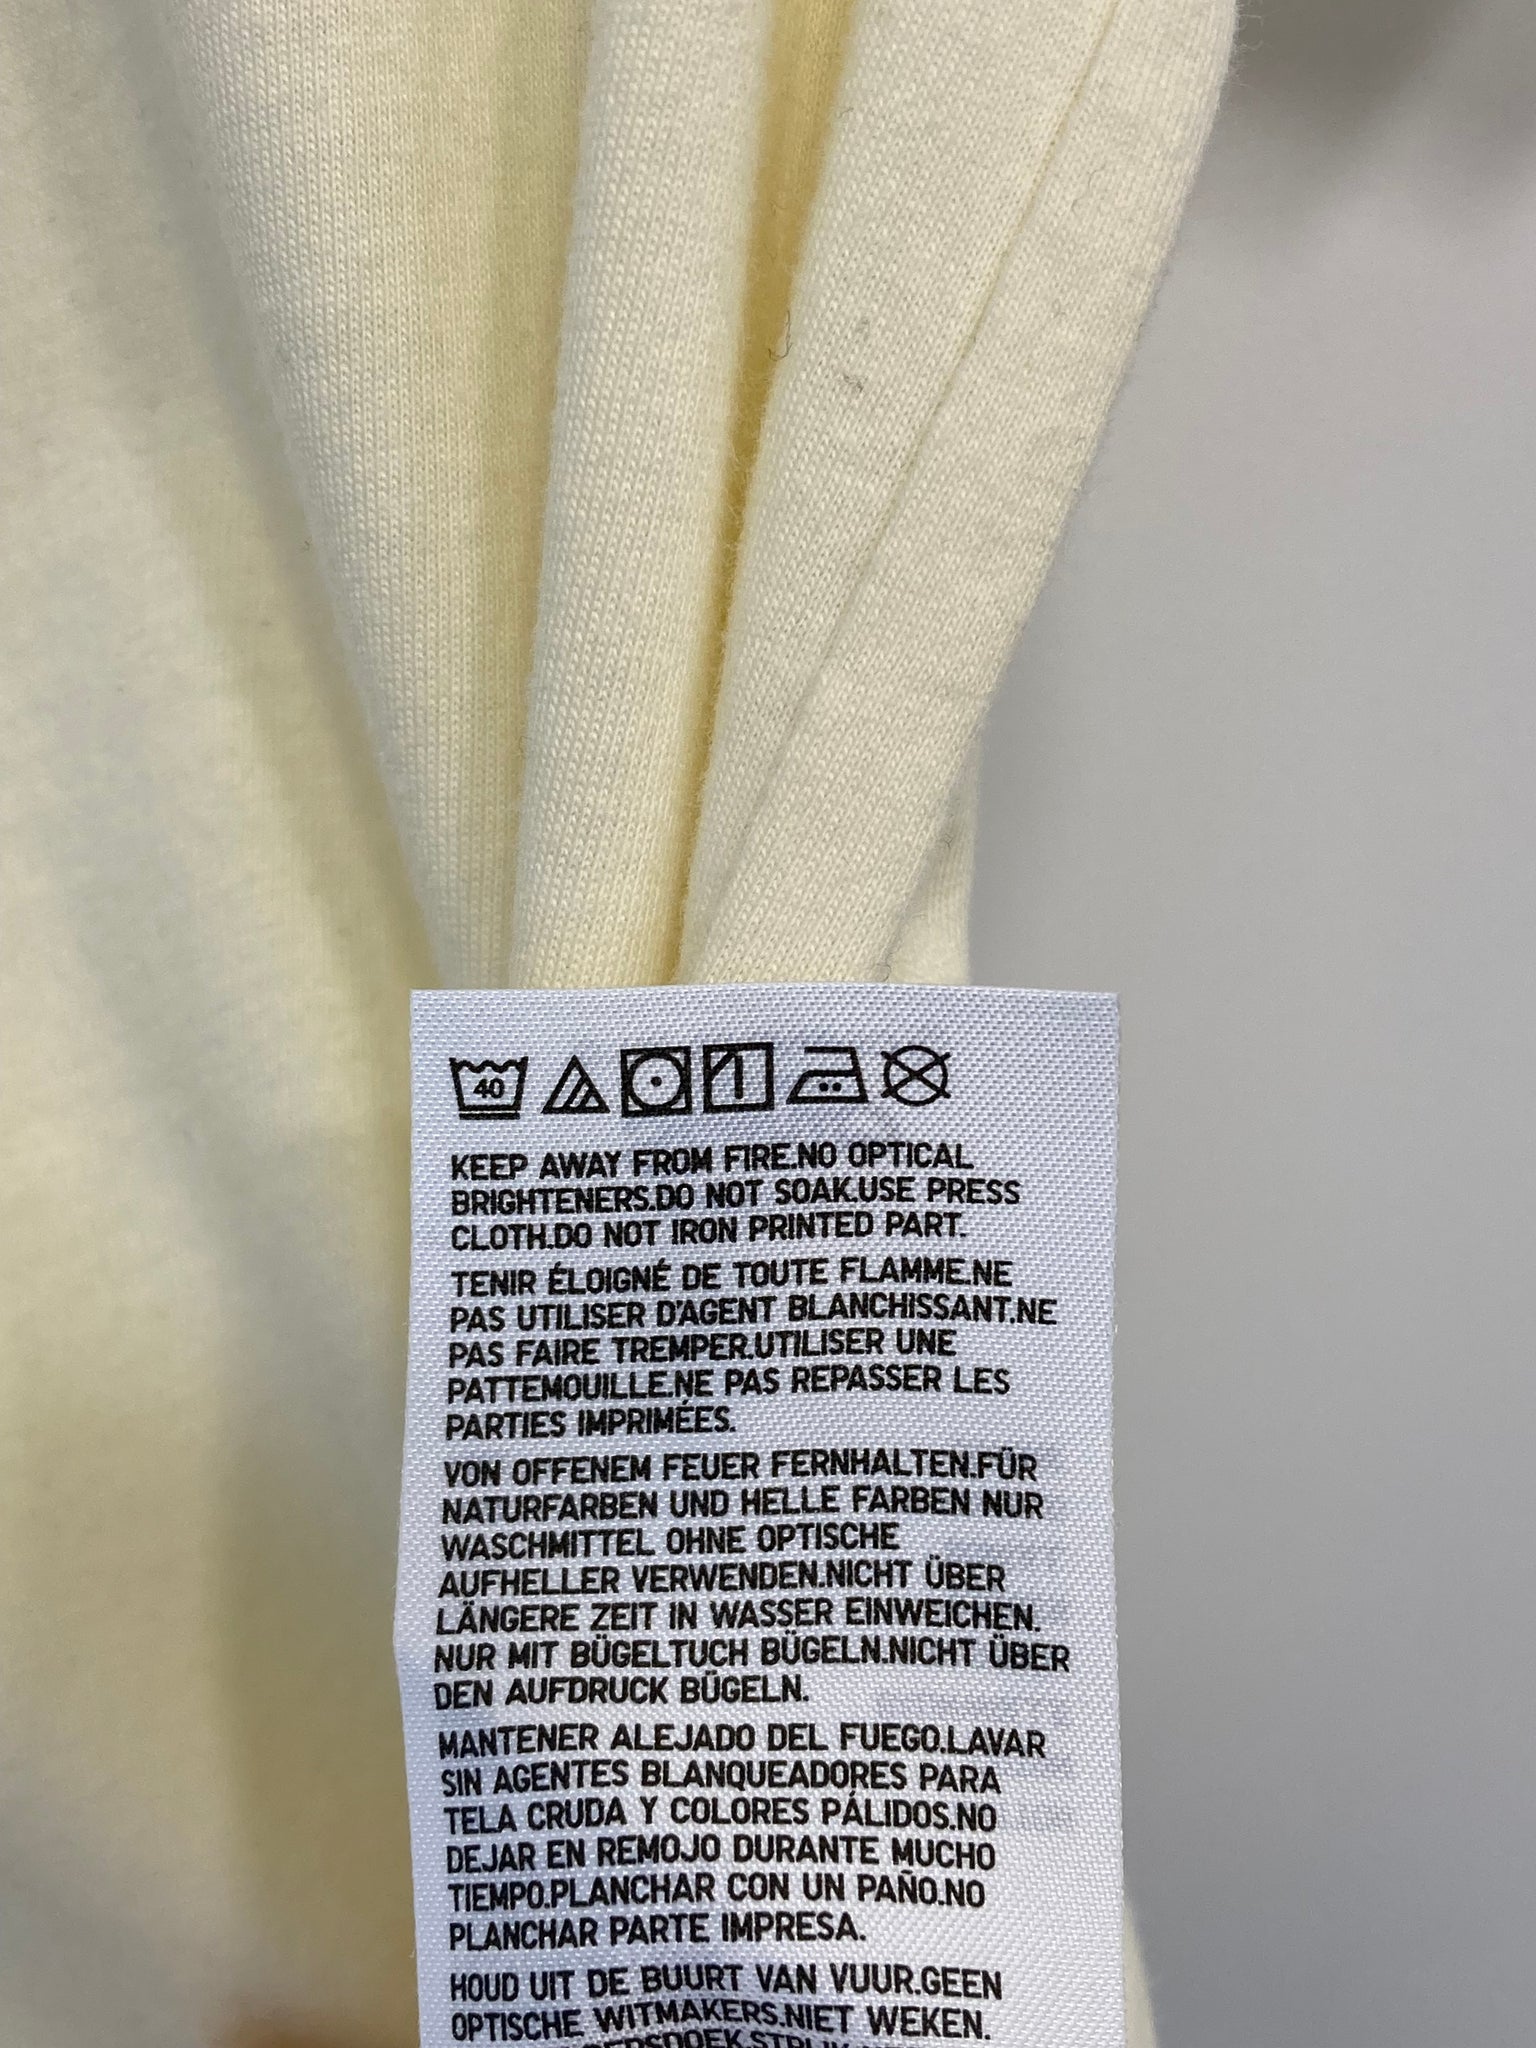 40
KEEP AWAY FROM FIRE.NO OPTICAL
BRIGHTENERS.DO NOT SOAK.USE PRESS
CLOTH.DO NOT IRON PRINTED PART.
TENIR ÉLOIGNÉ DE TOUTE FLAMME.NE
PAS UTILISER D'AGENT BLANCHISSANT.NE
PAS FAIRE TREMPER.UTILISER UNE
PATTEMOUILLE.NE PAS REPASSER LES
PARTIES IMPRIMÉES.
VON OFFENEM FEUER FERNHALTEN.FÜR
NATURFARBEN UND HELLE FARBEN NUR
WASCHMITTEL OHNE OPTISCHE
AUFHELLER VERWENDEN.NICHT ÜBER
LÄNGERE ZEIT IN WASSER EINWEICHEN.
NUR MIT BÜGELTUCH BÜGELN.NICHT ÜBER
DEN AUFDRUCK BÜGELN.
MANTENER ALEJADO DEL FUEGO.LAVAR
SIN AGENTES BLANQUEADORES PARA
TELA CRUDA Y COLORES PÁLIDOS.NO
DEJAR EN REMOJO DURANTE MUCHO
TIEMPO.PLANCHAR CON UN PAÑO.NO
PLANCHAR PARTE IMPRESA.
HOUD UIT DE BUURT VAN VUUR.GEEN
OPTISCHE WITMAKERS.NIET WEKEN.